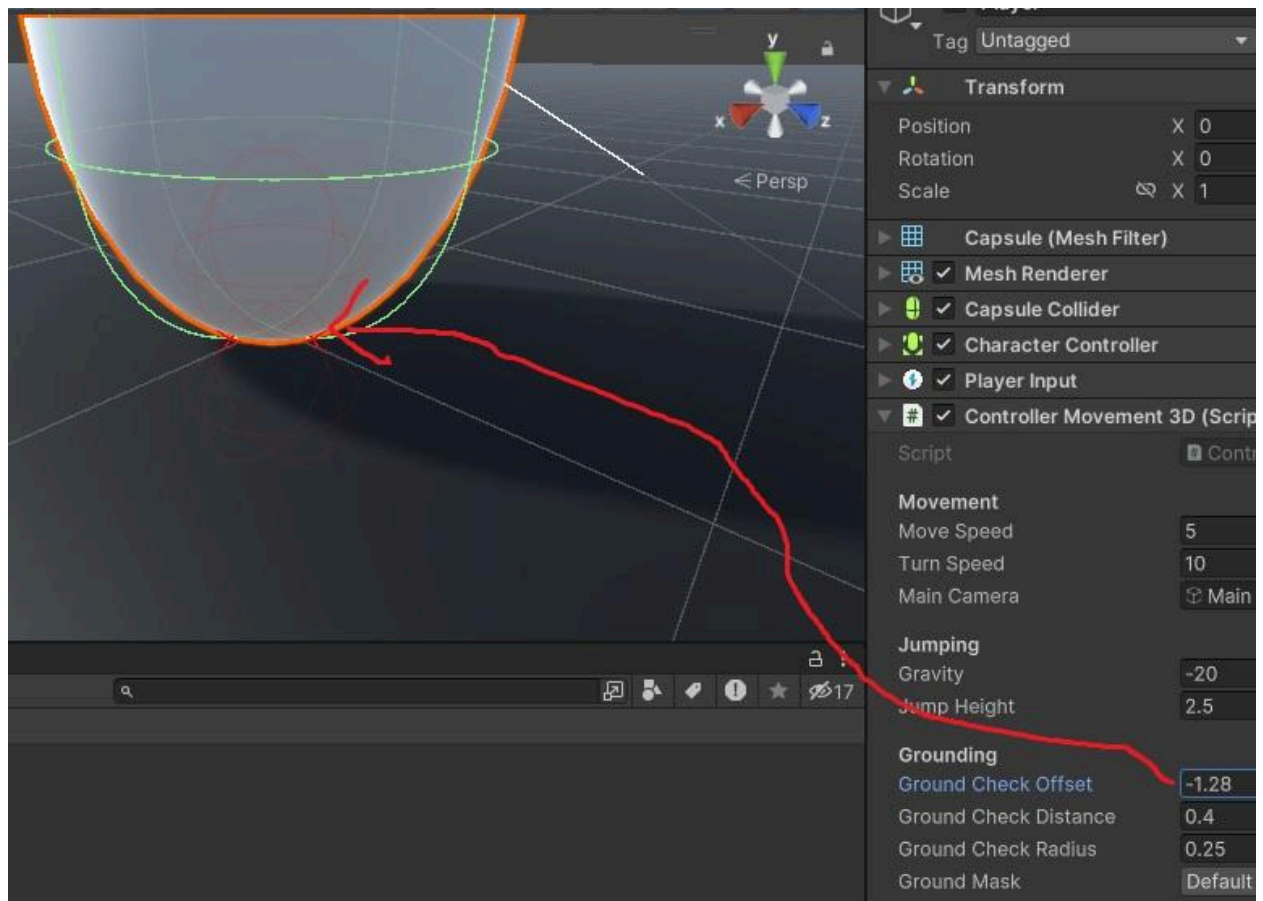 Tag Untagged
y
x
z
Persp
Transform
Position X 0
Rotation X 0
Scale X 1
Capsule (Mesh Filter)
Mesh Renderer
Capsule Collider
Character Controller
Player Input
# Controller Movement 3D (Scrip
Script Contr
Movement
Move Speed 5
Turn Speed 10
Main Camera Main
Jumping
Gravity -20
Jump Height 2.5
17
Grounding
Ground Check Offset -1.28
Ground Check Distance 0.4
Ground Check Radius 0.25
Ground Mask Default